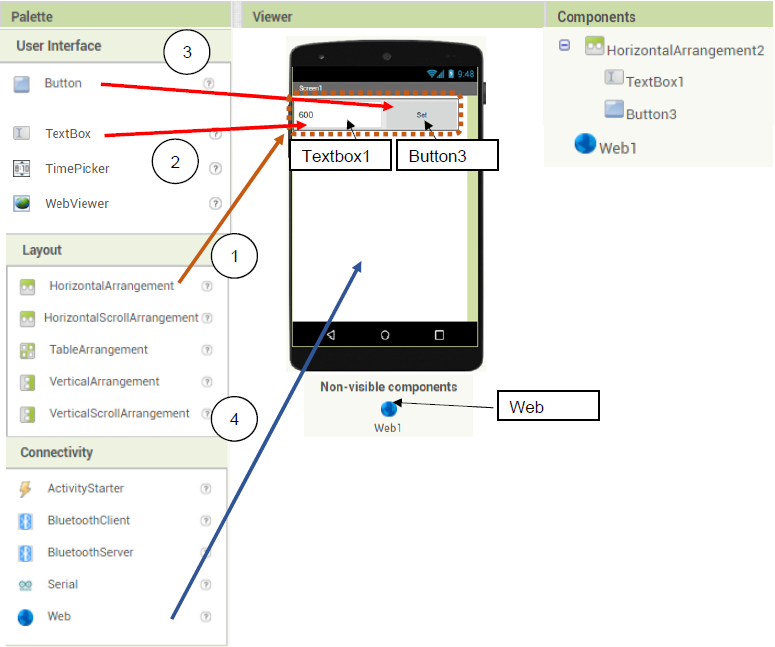 Palette
User Interface
3
Button
?
TextBox
?
2
TimePicker
?
WebViewer
?
Layout
1
HorizontalArrangement
?
HorizontalScrollArrangement
?
TableArrangement
?
VerticalArrangement
?
VerticalScrollArrangement
?
4
Connectivity
ActivityStarter
?
BluetoothClient
?
BluetoothServer
?
Serial
?
Web
?
Viewer
9:48
Screen1
600
Set
Textbox1
Button3
Non-visible components
Web
Web1
Components
HorizontalArrangement2
TextBox1
Button3
Web1